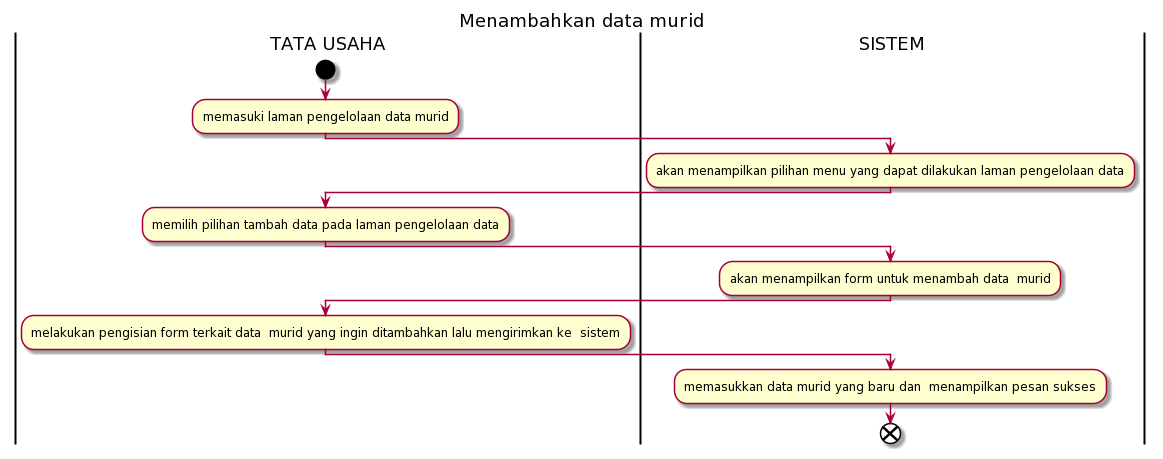 Menambahkan data murid
TATA USAHA
SISTEM
memasuki laman pengelolaan data murid
akan menampilkan pilihan menu yang dapat dilakukan laman pengelolaan data
memilih pilihan tambah data pada laman pengelolaan data
akan menampilkan form untuk menambah data  murid
melakukan pengisian form terkait data  murid yang ingin ditambahkan lalu mengirimkan ke  sistem
memasukkan data murid yang baru dan  menampilkan pesan sukses